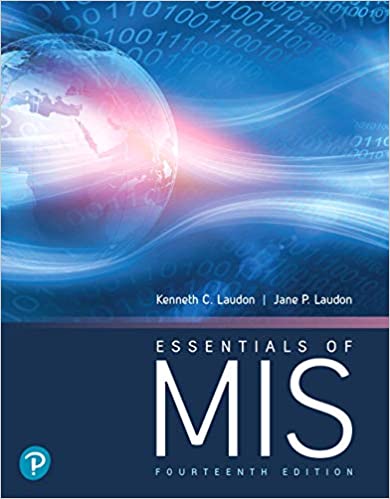 Kenneth C. Laudon | Jane P. Laudon
ESSENTIALS OF
MIS
FOURTEENTH EDITION
P